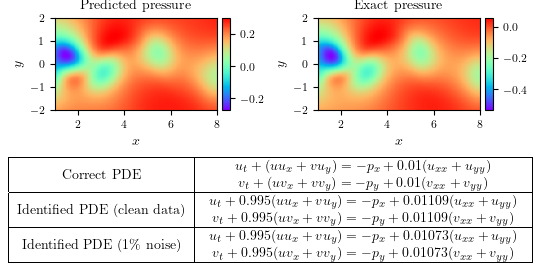 Predicted pressure
Exact pressure
2
1
0
−1
−2
y
2
4
6
8
x
0.2
0.0
−0.2
2
1
0
−1
−2
y
2
4
6
8
x
0.0
−0.2
−0.4
Correct PDE
u_t + (uu_x + vu_y) = −p_x + 0.01(u_xx + u_yy)
v_t + (uv_x + vv_y) = −p_y + 0.01(v_xx + v_yy)
Identified PDE (clean data)
u_t + 0.995(uu_x + vu_y) = −p_x + 0.01109(u_xx + u_yy)
v_t + 0.995(uv_x + vv_y) = −p_y + 0.01109(v_xx + v_yy)
Identified PDE (1% noise)
u_t + 0.995(uu_x + vu_y) = −p_x + 0.01073(u_xx + u_yy)
v_t + 0.995(uv_x + vv_y) = −p_y + 0.01073(v_xx + v_yy)